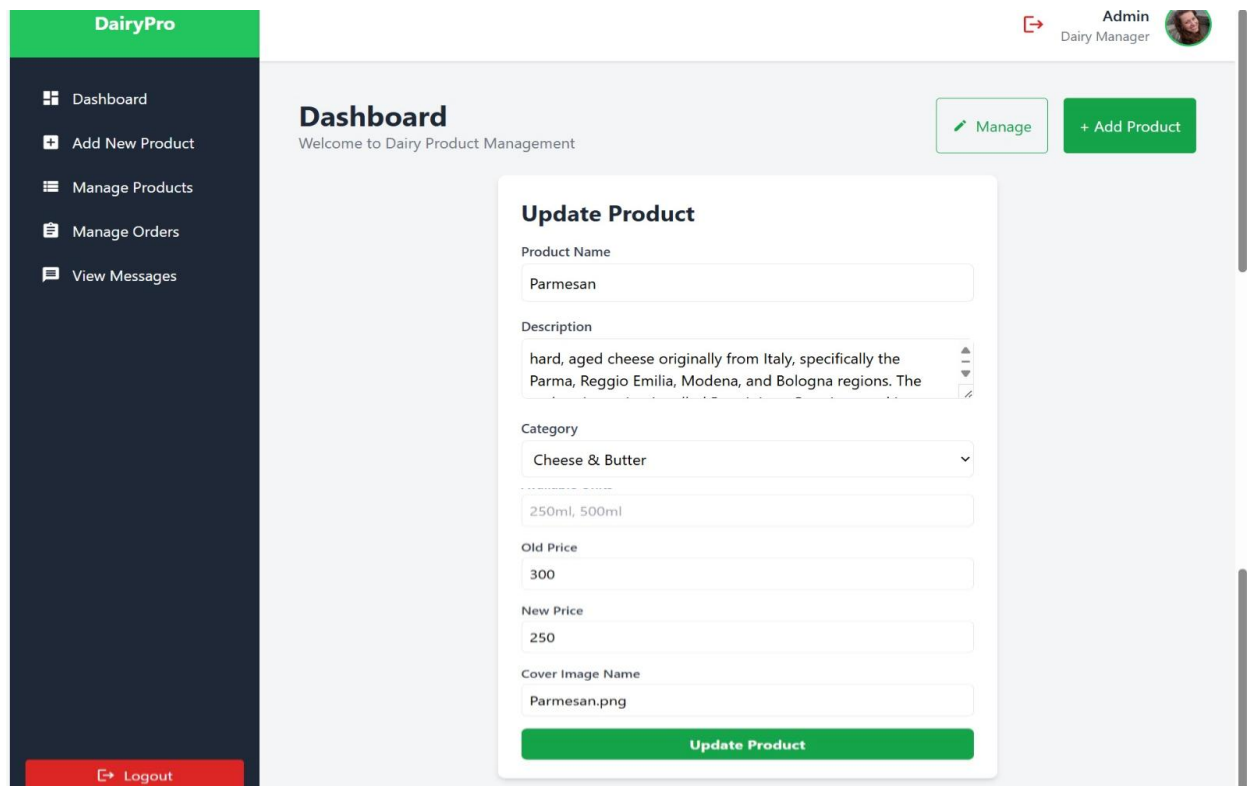 DairyPro
Admin
Dairy Manager
Dashboard
Add New Product
Manage Products
Manage Orders
View Messages
Logout
Dashboard
Welcome to Dairy Product Management
Manage
+ Add Product
Update Product
Product Name
Parmesan
Description
hard, aged cheese originally from Italy, specifically the
Parma, Reggio Emilia, Modena, and Bologna regions. The
Category
Cheese & Butter
250ml, 500ml
Old Price
300
New Price
250
Cover Image Name
Parmesan.png
Update Product